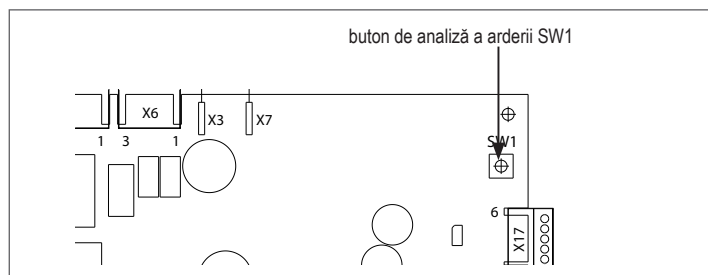 buton de analiză a arderii SW1
X6
X3
X7
1
3
1
SW1
6
X17